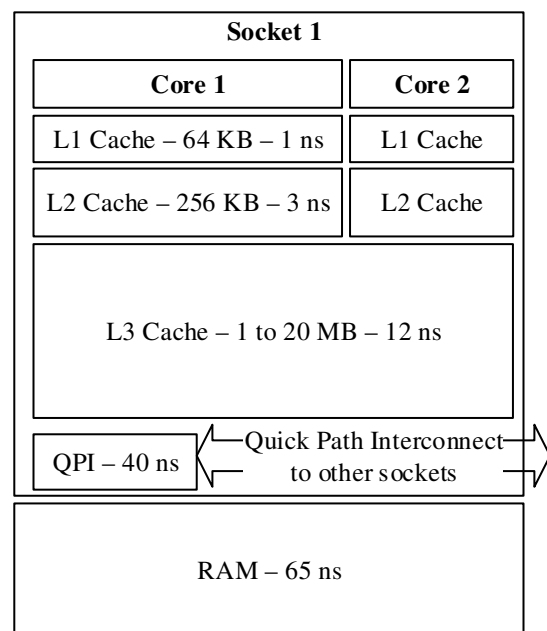 Socket 1
Core 1
Core 2
L1 Cache – 64 KB – 1 ns
L1 Cache
L2 Cache – 256 KB – 3 ns
L2 Cache
L3 Cache – 1 to 20 MB – 12 ns
QPI – 40 ns
Quick Path Interconnect
to other sockets
RAM – 65 ns